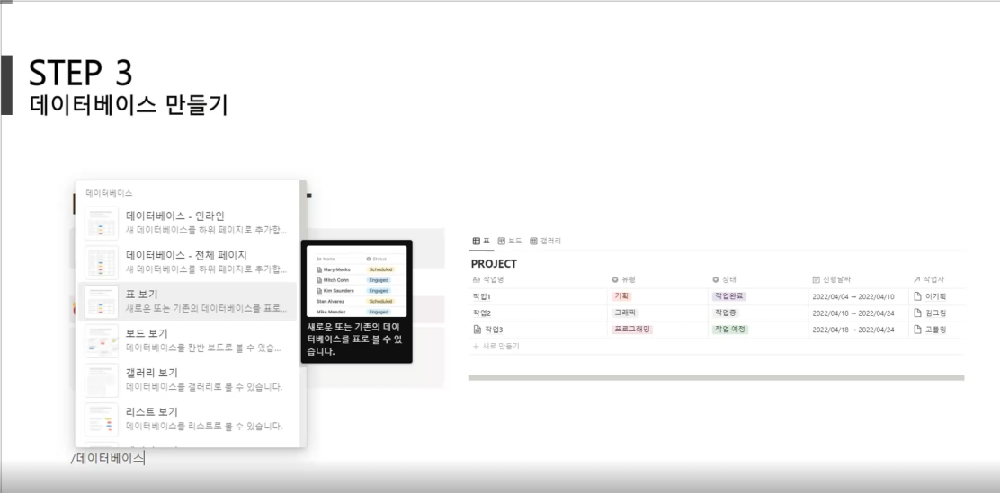 STEP 3
데이터베이스 만들기
데이터베이스
데이터베이스 - 인라인
새 데이터베이스를 하위 페이지로 추가합...
데이터베이스 - 전체 페이지
새 데이터베이스를 하위 페이지로 추가합...
표 보기
새로운 또는 기존의 데이터베이스를 표로...
보드 보기
데이터베이스를 칸반 보드로 볼 수 있습...
갤러리 보기
데이터베이스를 갤러리로 볼 수 있습니다.
리스트 보기
데이터베이스를 리스트로 볼 수 있습니다.
/데이터베이스
Name Status
Mary Meeks Scheduled
Mitch Cohn Engaged
Kim Saunders Engaged
Stan Alvarez Scheduled
Mike Mendez Engaged
새로운 또는 기존의 데이
터베이스를 표로 볼 수 있
습니다.
표 보드 갤러리
PROJECT
Aa 작업명 유형 상태 진행날짜 작업자
작업1 기획 작업완료 2022/04/04 → 2022/04/10 이기획
작업2 그래픽 작업중 2022/04/18 → 2022/04/24 김그림
작업3 프로그래밍 작업 예정 2022/04/18 → 2022/04/24 고플밍
+ 새로 만들기